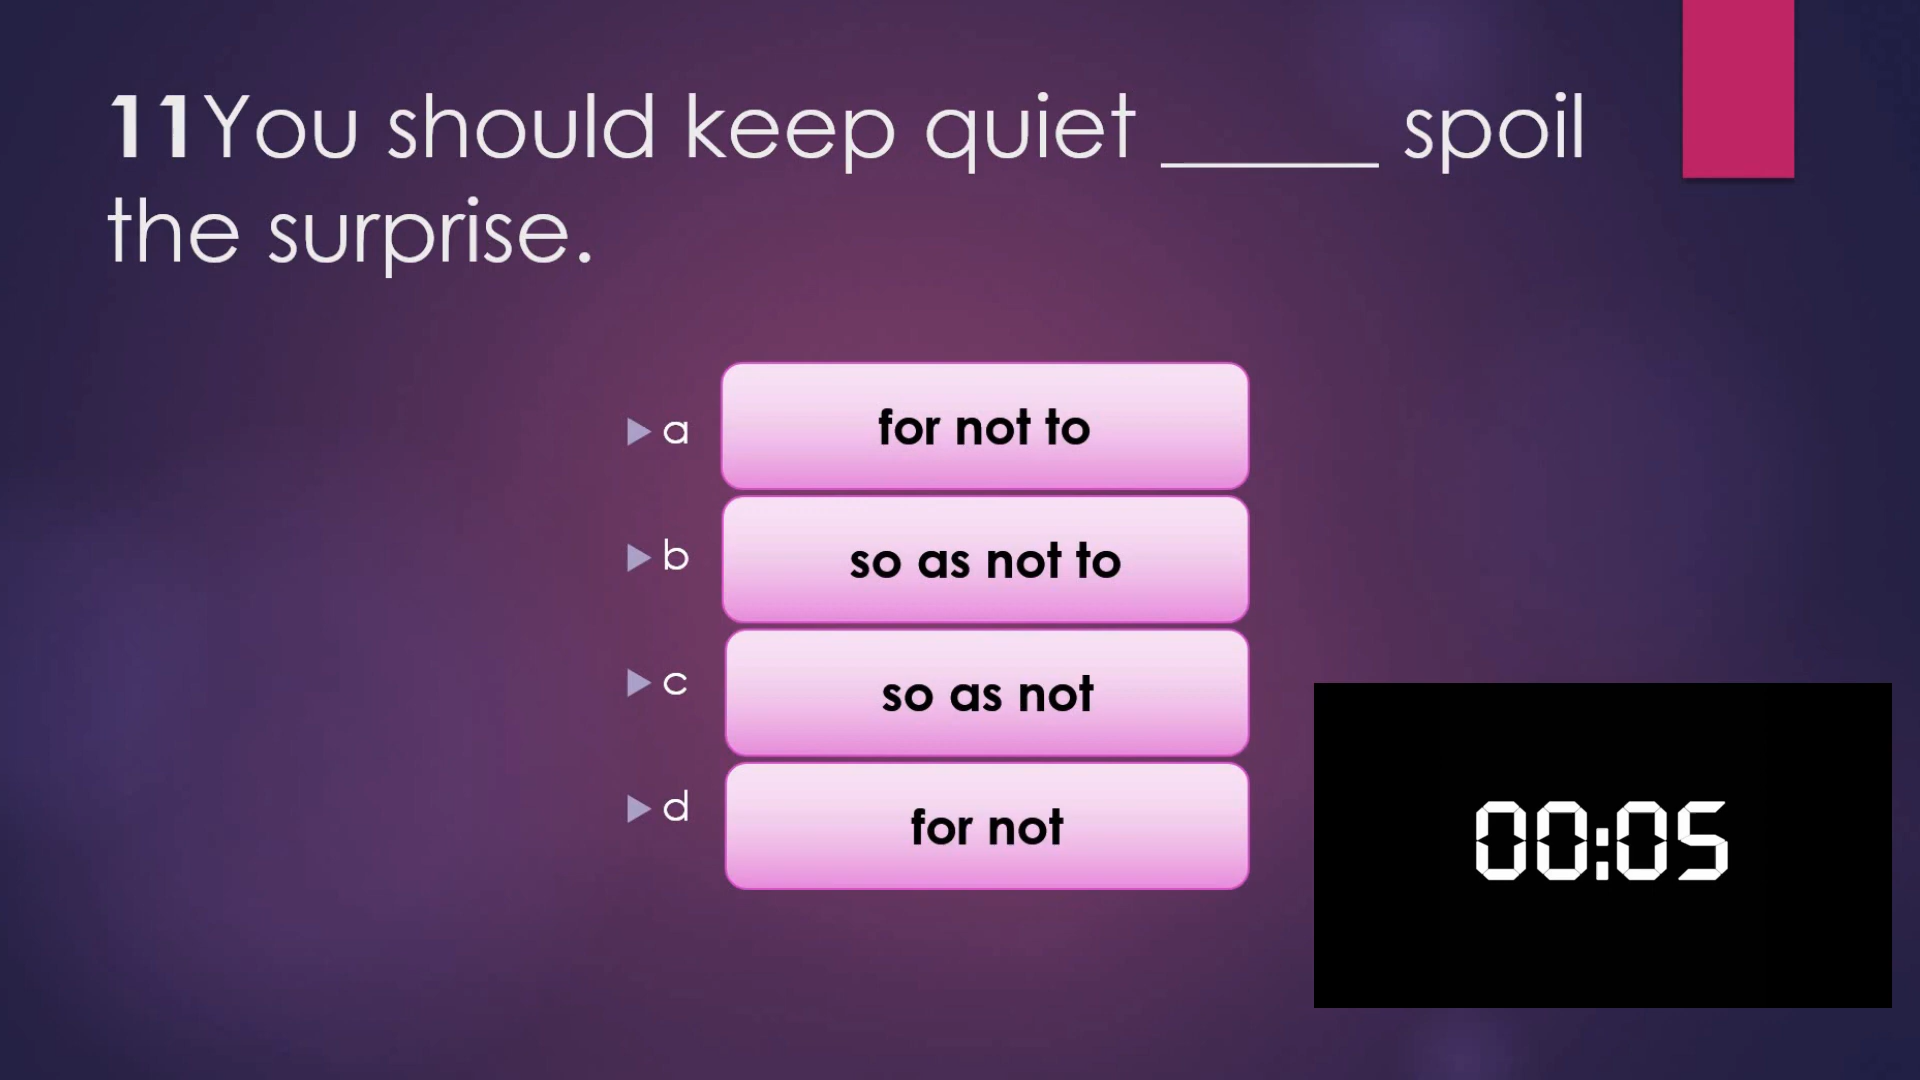 11You should keep quiet _____ spoil
the surprise.
a
for not to
b
so as not to
c
so as not
d
for not
00:05